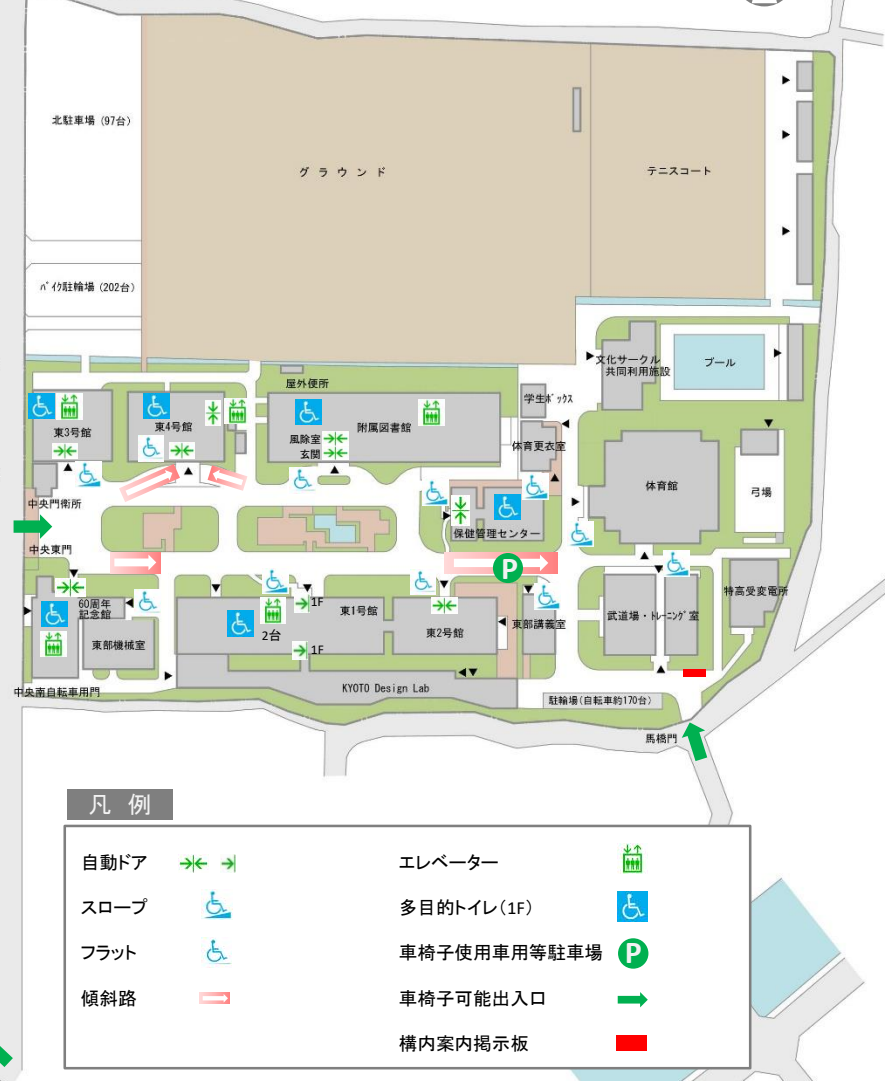 北駐車場 (97台)
グラウンド
テニスコート
バイク駐輪場 (202台)
文化サークル
共同利用施設
プール
屋外便所
学生ボックス
東3号館
東4号館
附属図書館
風除室
玄関
体育更衣室
体育館
弓場
中央門衛所
保健管理センター
中央東門
P
60周年
記念館
1F
東1号館
2台
東2号館
東部講義室
武道場・トレーニング室
特高受変電所
東部機械室
1F
中央南自転車用門
KYOTO Design Lab
駐輪場(自転車約170台)
馬橋門
凡 例
自動ドア
エレベーター
スロープ
多目的トイレ(1F)
フラット
車椅子使用車用等駐車場
P
傾斜路
車椅子可能出入口
構内案内掲示板